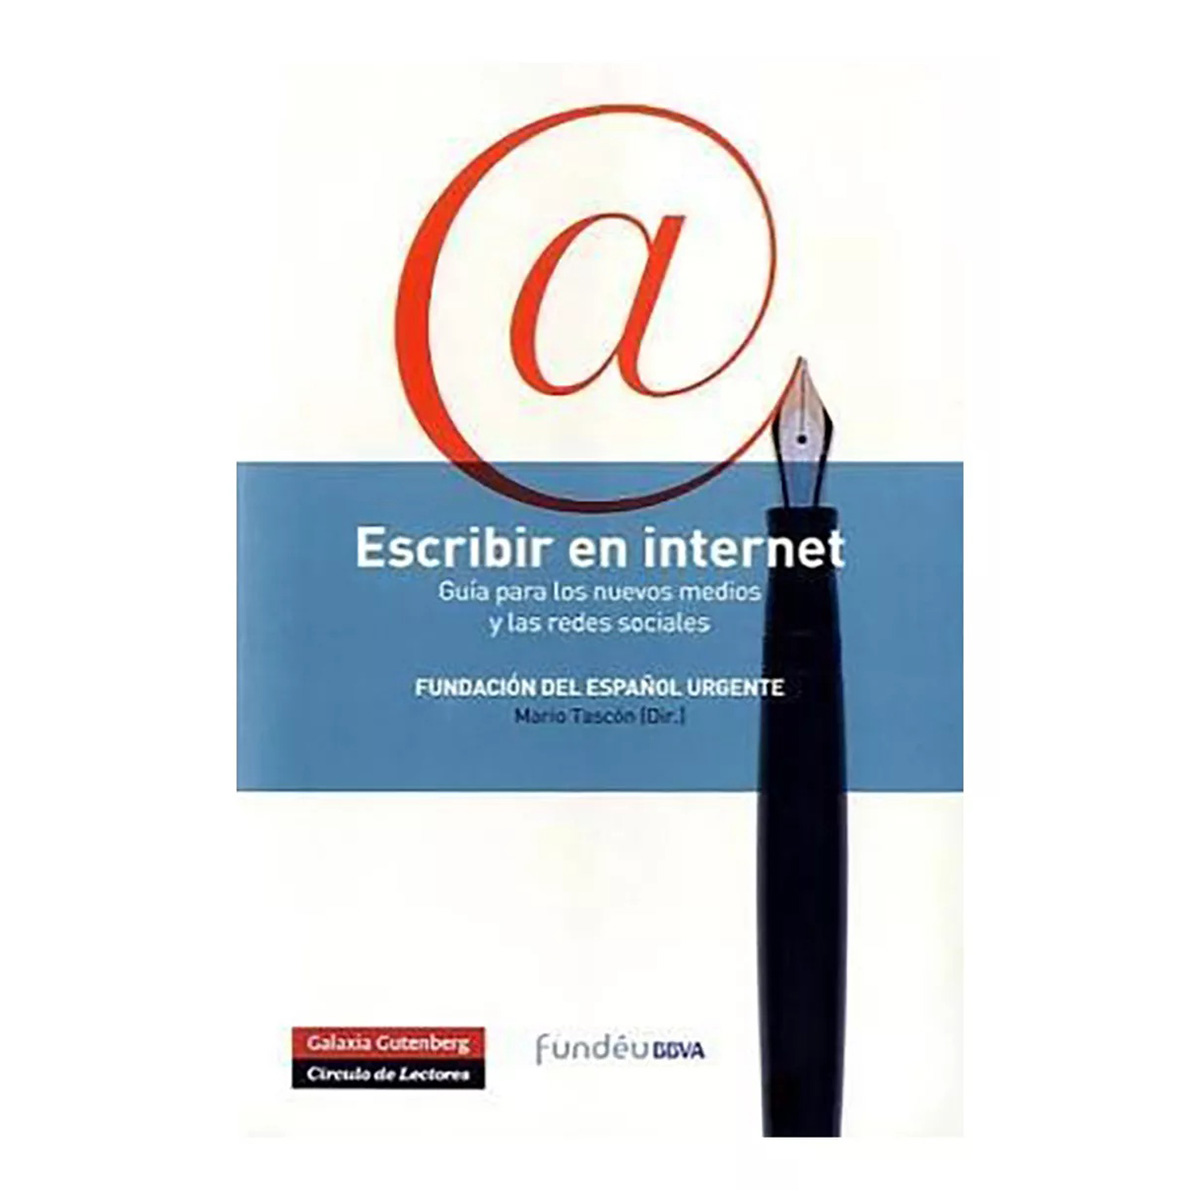 @
Escribir en internet
Guía para los nuevos medios
y las redes sociales
FUNDACIÓN DEL ESPAÑOL URGENTE
Mario Tascón (Dir.)
Galaxia Gutenberg
Círculo de Lectores
fundéu BBVA